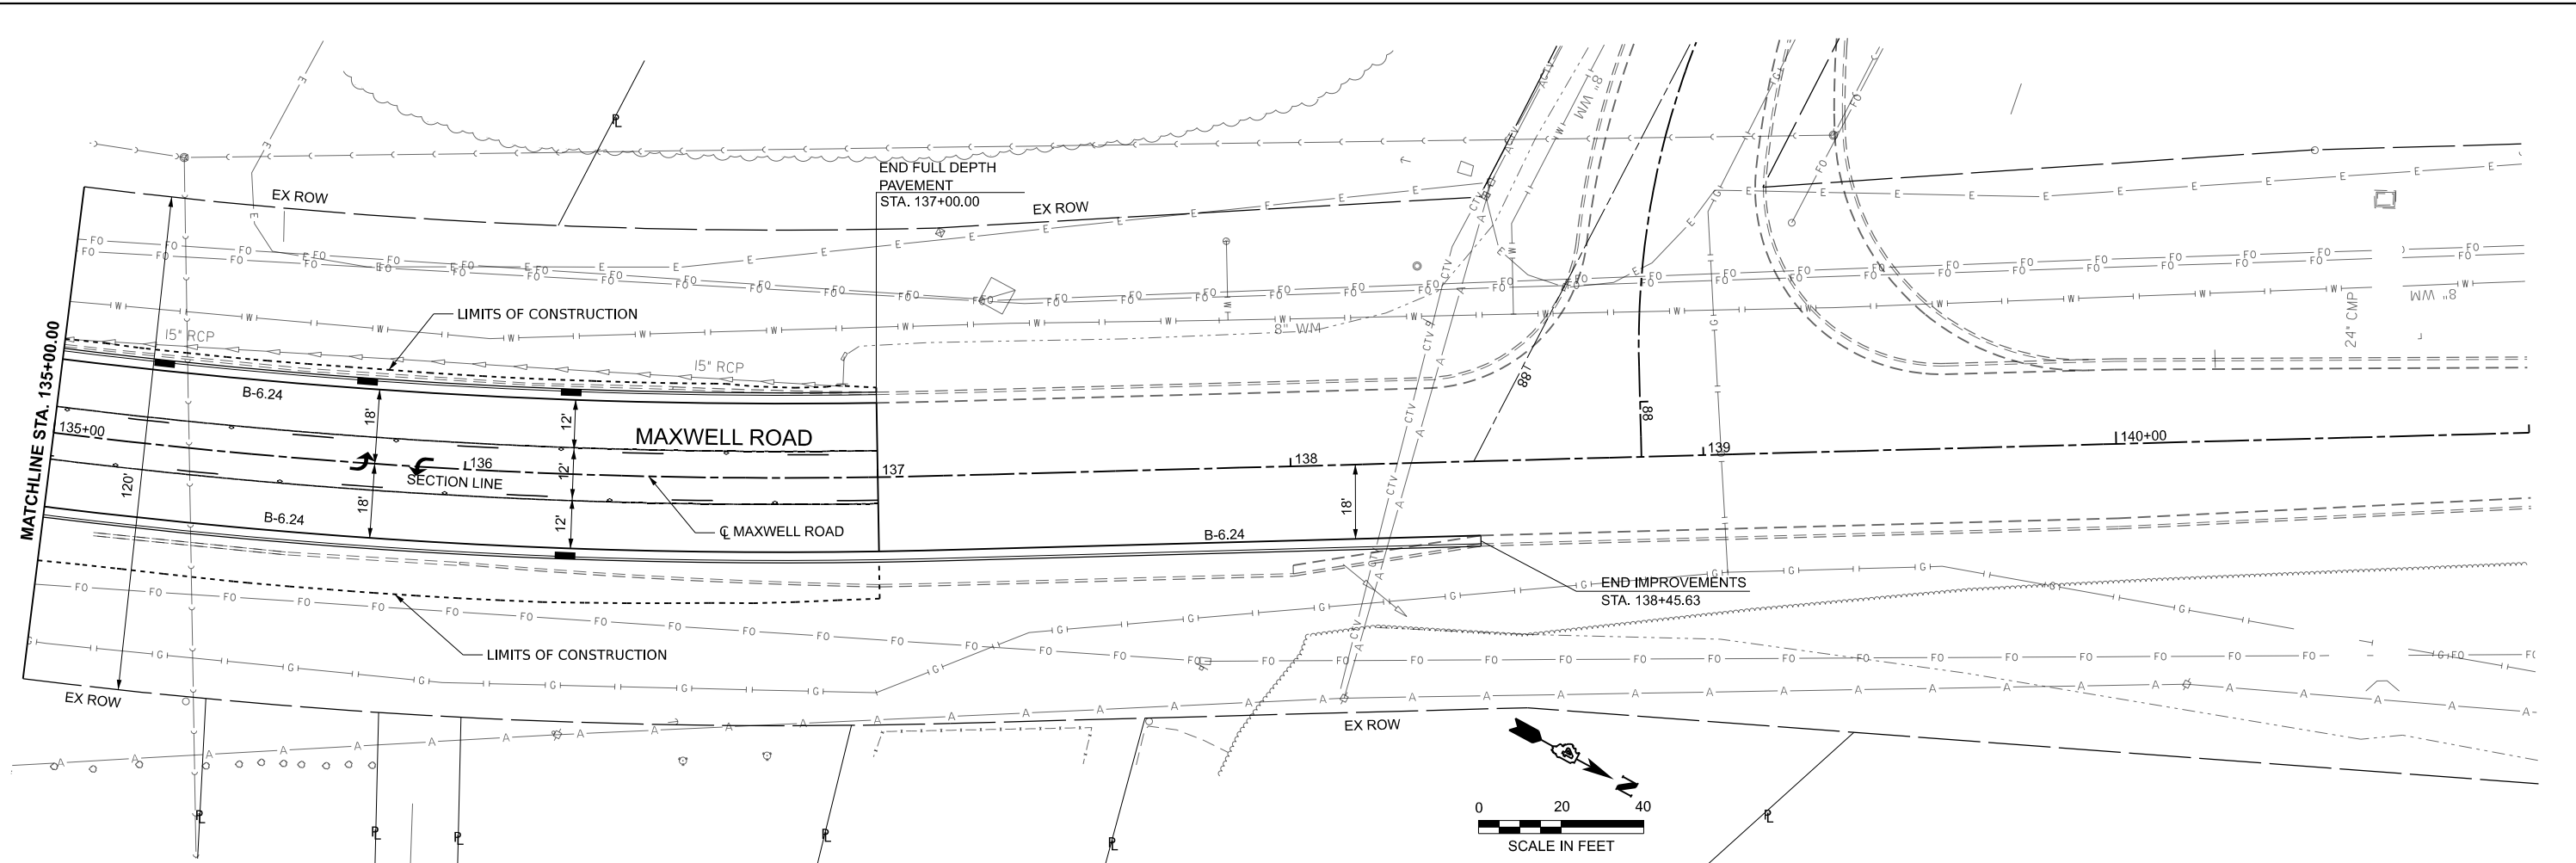 END FULL DEPTH
PAVEMENT
STA. 137+00.00
EX ROW
EX ROW
8" WM
LIMITS OF CONSTRUCTION
15" RCP
15" RCP
8" WM
8" WM
24" CMP
MATCHLINE STA. 135+00.00
B-6.24
18'
12'
MAXWELL ROAD
135+00
136
137
138
139
140+00
88
88
SECTION LINE
120'
18'
12'
12'
18'
B-6.24
℄ MAXWELL ROAD
B-6.24
END IMPROVEMENTS
STA. 138+45.63
LIMITS OF CONSTRUCTION
EX ROW
EX ROW
N
0 20 40
SCALE IN FEET